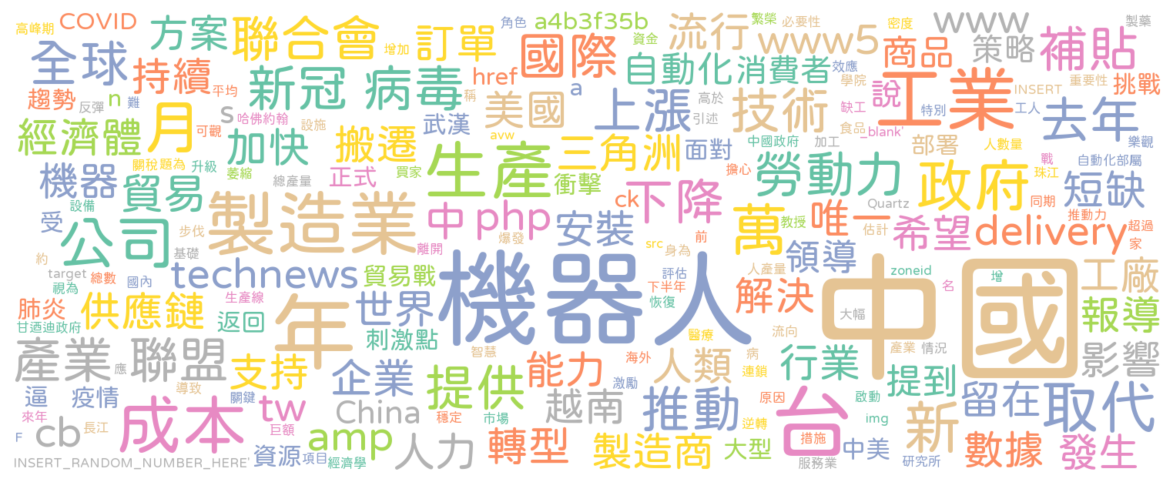 高峰期 COVID 方案 聯合會 增加 訂單 角色 a4b3f35b 繁榮 資金 流行 必要性 www5 密度 商品 www 策略 補貼 製藥
全球 持續 趨勢 反彈 n 難 平均 新冠 病毒 href 國際 a 自動化 消費者 效應 學院 工業 說 重要性 INSERT 挑戰
經濟體 月 可觀 s 哈佛 約翰 設施 稱 美國 武漢 avw 上漲 高於 引述 技術 缺工 食品 _blank' 特別 工人 去年 樂觀
機器 貿易 關稅 題為 升級 萎縮 加快 總產量 搬遷 正式 買家 生產 衝擊 三角洲 面對 中國政府 擔心 加工 勞動力 部署 人數量 政府 戰 珠江 自動化部屬 短缺
受 設備 公司 步伐 製造業 中 php 爆發 ck 下降 安裝 src 身為 前 萬 教授 估計 唯一 Quartz 希望 同期 推動力 delivery 超過 家
約 target 視為 總數 國內 基礎 technews 生產線 離開 貿易戰 機器人 評估 下半年 恢復 人產量 領導 解決 zoneid 名 中國 增 工廠
肺炎 甘迺迪政府 供應鏈 返回 年 世界 刺激點 智慧 醫療 大幅 流向 報導
產業 聯盟 應 導致 支持 企業 提供 能力 海外 激勵 人類 病 連鎖 原因 行業 產業 情況 啟動 提到 影響
逼 疫情 來年 長江 成本 關鍵 tw 巨額 China 穩定 市場 越南 推動 逆轉 台 措施 img 新 留在 取代
F cb INSERT_RANDOM_NUMBER_HERE' 資源 項目 經濟學 amp 人力 轉型 製造商 大型 服務業 中美 研究所 數據 發生